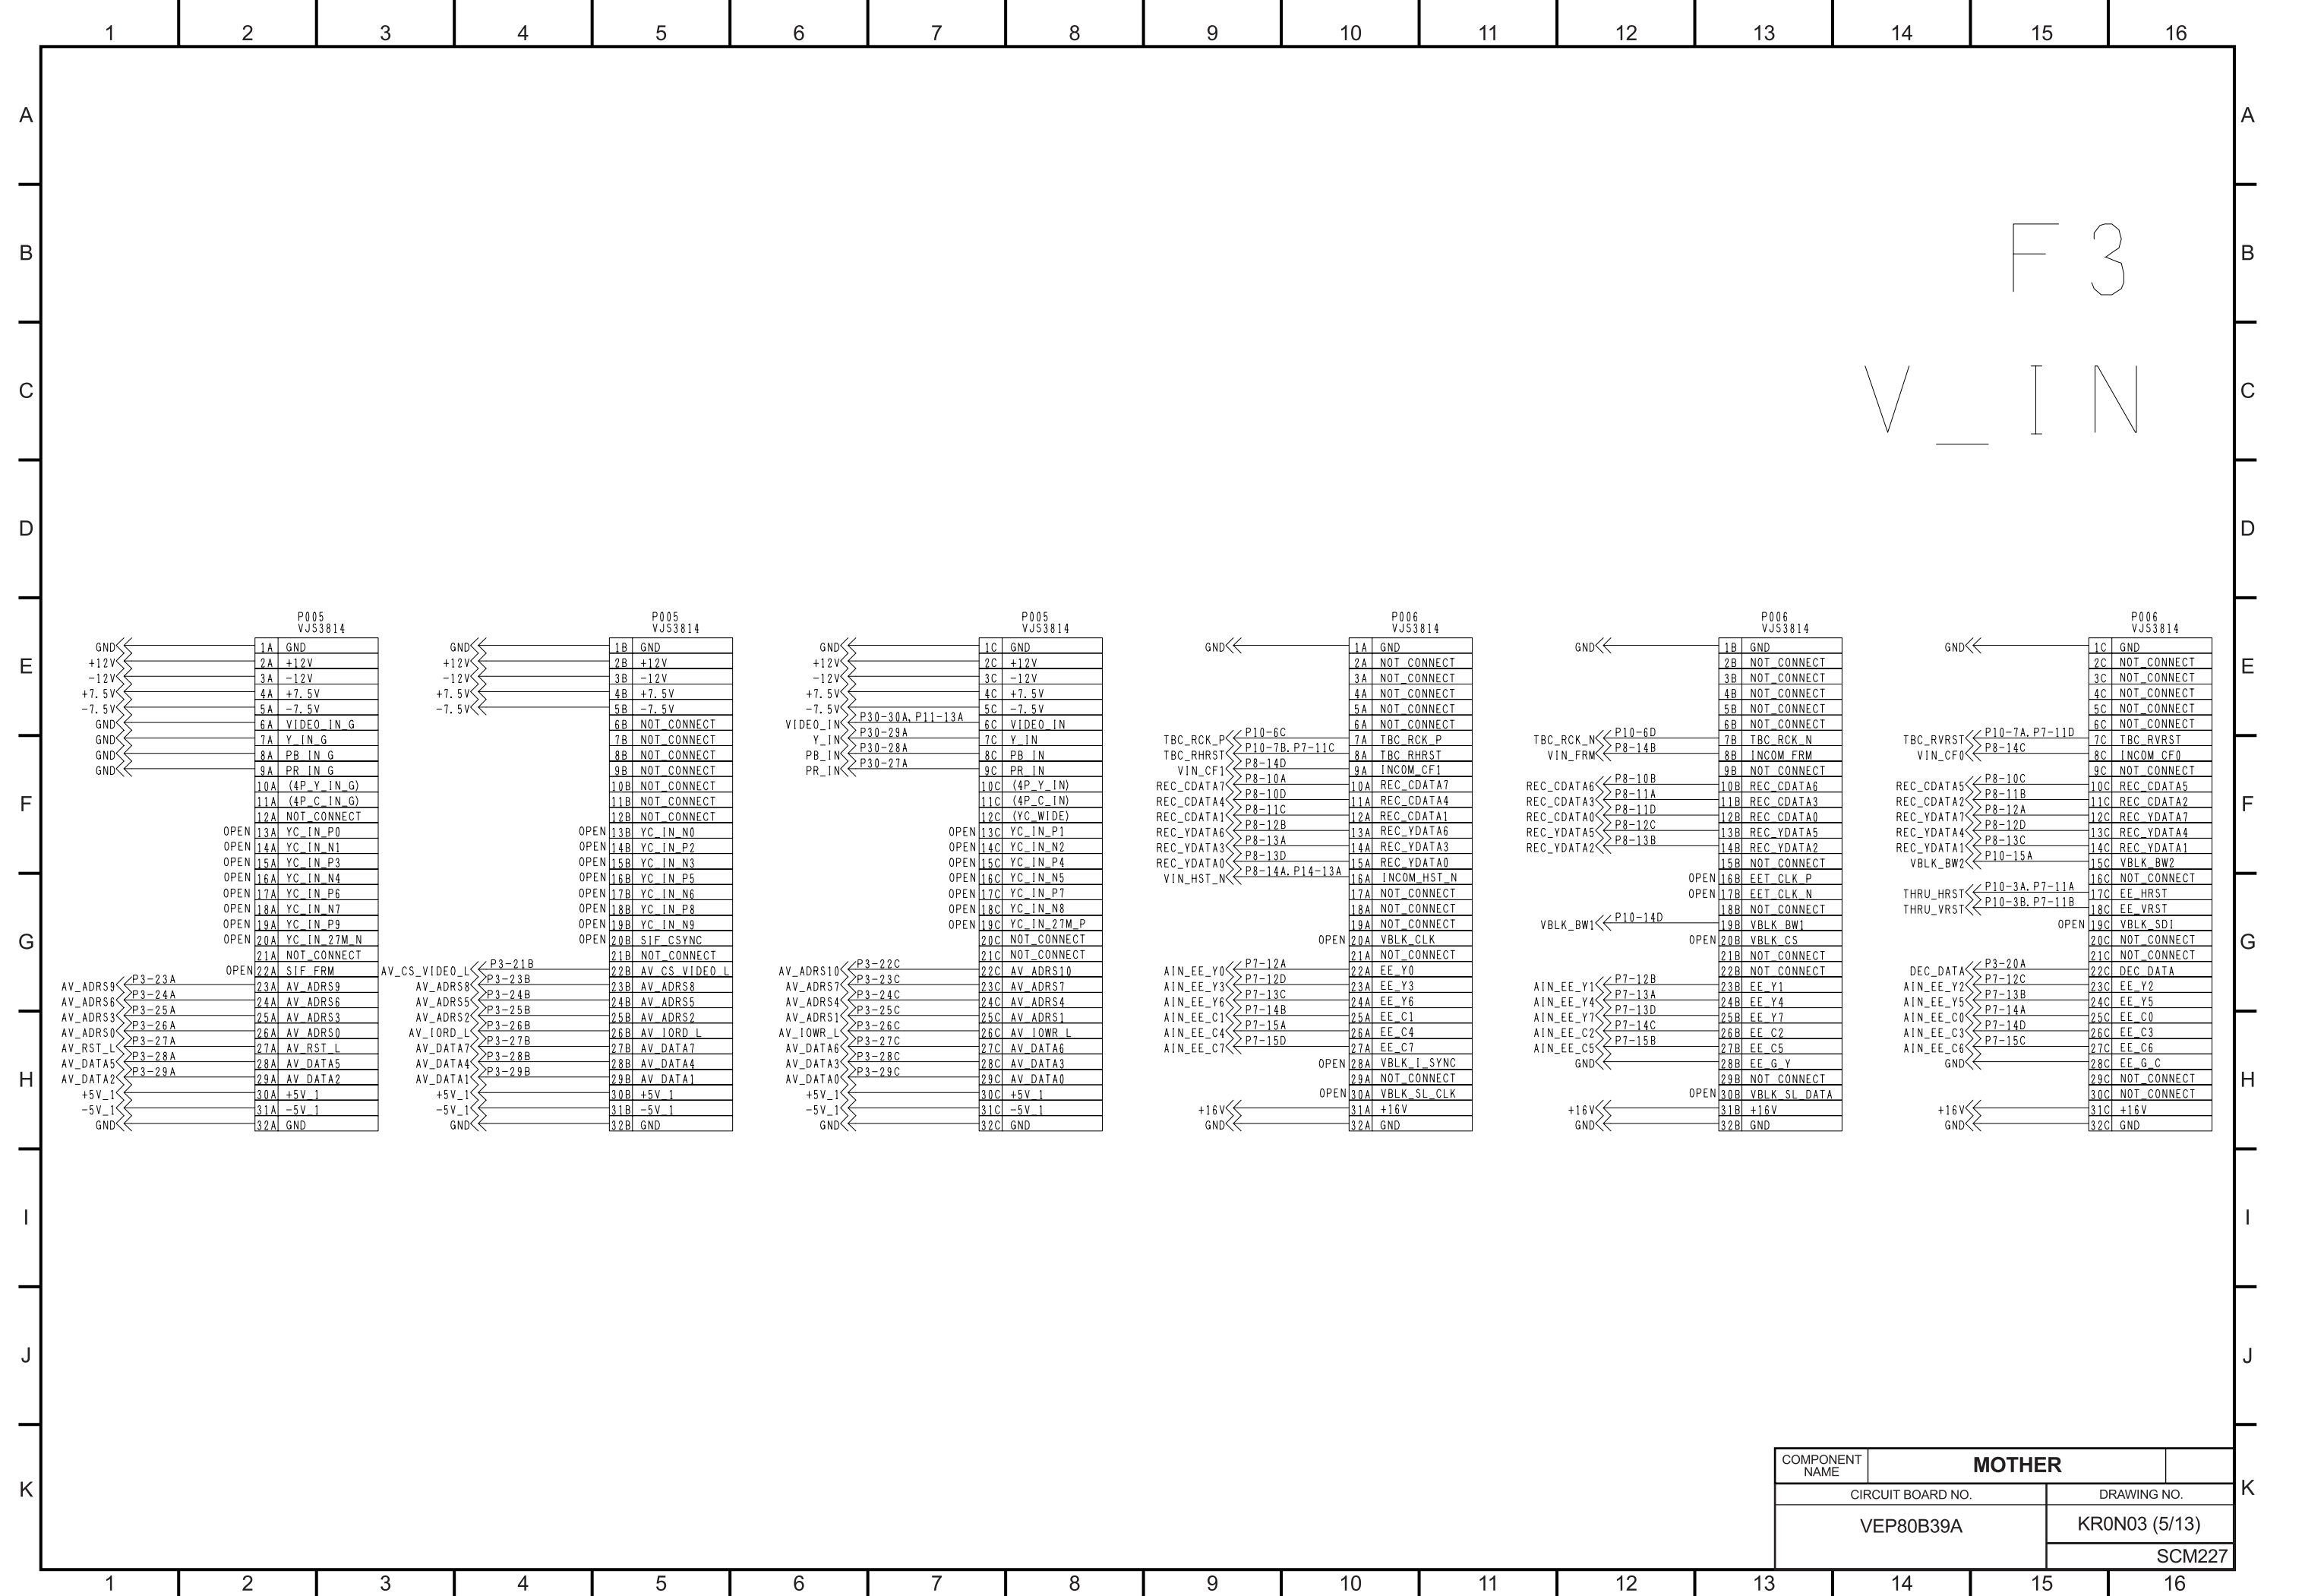 1 2 3 4 5 6 7 8 9 10 11 12 13 14 15 16
A A
B B
F3
C C
V_IN
D D
E E
F F
G G
H H
I I
J J
K K
P005
VJS3814
GND 1A GND
+12V 2A +12V
-12V 3A -12V
+7.5V 4A +7.5V
-7.5V 5A -7.5V
GND 6A VIDEO_IN_G
GND 7A Y_IN_G
GND 8A PB_IN_G
GND 9A PR_IN_G
10A (4P_Y_IN_G)
11A (4P_C_IN_G)
12A NOT_CONNECT
OPEN 13A YC_IN_P0
OPEN 14A YC_IN_N1
OPEN 15A YC_IN_P3
OPEN 16A YC_IN_N4
OPEN 17A YC_IN_P6
OPEN 18A YC_IN_N7
OPEN 19A YC_IN_P9
OPEN 20A YC_IN_27M_N
21A NOT_CONNECT
OPEN 22A SIF_FRM
AV_ADRS9 P3-23A 23A AV_ADRS9
AV_ADRS6 P3-24A 24A AV_ADRS6
AV_ADRS3 P3-25A 25A AV_ADRS3
AV_ADRS0 P3-26A 26A AV_ADRS0
AV_RST_L P3-27A 27A AV_RST_L
AV_DATA5 P3-28A 28A AV_DATA5
AV_DATA2 P3-29A 29A AV_DATA2
+5V_1 30A +5V_1
-5V_1 31A -5V_1
GND 32A GND
P005
VJS3814
GND 1B GND
+12V 2B +12V
-12V 3B -12V
+7.5V 4B +7.5V
-7.5V 5B -7.5V
6B NOT_CONNECT
7B NOT_CONNECT
8B NOT_CONNECT
9B NOT_CONNECT
10B NOT_CONNECT
11B NOT_CONNECT
12B NOT_CONNECT
OPEN 13B YC_IN_N0
OPEN 14B YC_IN_P2
OPEN 15B YC_IN_N3
OPEN 16B YC_IN_P5
OPEN 17B YC_IN_N6
OPEN 18B YC_IN_P8
OPEN 19B YC_IN_N9
OPEN 20B SIF_CSYNC
21B NOT_CONNECT
AV_CS_VIDEO_L P3-21B 22B AV_CS_VIDEO_L
AV_ADRS8 P3-23B 23B AV_ADRS8
AV_ADRS5 P3-24B 24B AV_ADRS5
AV_ADRS2 P3-25B 25B AV_ADRS2
AV_IORD_L P3-26B 26B AV_IORD_L
AV_DATA7 P3-27B 27B AV_DATA7
AV_DATA4 P3-28B 28B AV_DATA4
AV_DATA1 P3-29B 29B AV_DATA1
+5V_1 30B +5V_1
-5V_1 31B -5V_1
GND 32B GND
P005
VJS3814
GND 1C GND
+12V 2C +12V
-12V 3C -12V
+7.5V 4C +7.5V
-7.5V 5C -7.5V
VIDEO_IN P30-30A,P11-13A 6C VIDEO_IN
Y_IN P30-29A 7C Y_IN
PB_IN P30-28A 8C PB_IN
PR_IN P30-27A 9C PR_IN
10C (4P_Y_IN)
11C (4P_C_IN)
12C (YC_WIDE)
OPEN 13C YC_IN_P1
OPEN 14C YC_IN_N2
OPEN 15C YC_IN_P4
OPEN 16C YC_IN_N5
OPEN 17C YC_IN_P7
OPEN 18C YC_IN_N8
OPEN 19C YC_IN_27M_P
20C NOT_CONNECT
21C NOT_CONNECT
AV_ADRS10 P3-22C 22C AV_ADRS10
AV_ADRS7 P3-23C 23C AV_ADRS7
AV_ADRS4 P3-24C 24C AV_ADRS4
AV_ADRS1 P3-25C 25C AV_ADRS1
AV_IOWR_L P3-26C 26C AV_IOWR_L
AV_DATA6 P3-27C 27C AV_DATA6
AV_DATA3 P3-28C 28C AV_DATA3
AV_DATA0 P3-29C 29C AV_DATA0
+5V_1 30C +5V_1
-5V_1 31C -5V_1
GND 32C GND
P006
VJS3814
GND 1A GND
2A NOT_CONNECT
3A NOT_CONNECT
4A NOT_CONNECT
5A NOT_CONNECT
6A NOT_CONNECT
TBC_RCK_P P10-6C 7A TBC_RCK_P
TBC_RHRST P10-7B,P7-11C 8A TBC_RHRST
VIN_CF1 P8-14D 9A INCOM_CF1
REC_CDATA7 P8-10A 10A REC_CDATA7
REC_CDATA4 P8-10D 11A REC_CDATA4
REC_CDATA1 P8-11C 12A REC_CDATA1
REC_YDATA6 P8-12B 13A REC_YDATA6
REC_YDATA3 P8-13A 14A REC_YDATA3
REC_YDATA0 P8-13D 15A REC_YDATA0
VIN_HST_N P8-14A,P14-13A 16A INCOM_HST_N
17A NOT_CONNECT
18A NOT_CONNECT
19A NOT_CONNECT
OPEN 20A VBLK_CLK
21A NOT_CONNECT
AIN_EE_Y0 P7-12A 22A EE_Y0
AIN_EE_Y3 P7-12D 23A EE_Y3
AIN_EE_Y6 P7-13C 24A EE_Y6
AIN_EE_C1 P7-14B 25A EE_C1
AIN_EE_C4 P7-15A 26A EE_C4
AIN_EE_C7 P7-15D 27A EE_C7
OPEN 28A VBLK_I_SYNC
29A NOT_CONNECT
OPEN 30A VBLK_SL_CLK
+16V 31A +16V
GND 32A GND
P006
VJS3814
GND 1B GND
2B NOT_CONNECT
3B NOT_CONNECT
4B NOT_CONNECT
5B NOT_CONNECT
6B NOT_CONNECT
TBC_RCK_N P10-6D 7B TBC_RCK_N
VIN_FRM P8-14B 8B INCOM_FRM
9B NOT_CONNECT
REC_CDATA6 P8-10B 10B REC_CDATA6
REC_CDATA3 P8-11A 11B REC_CDATA3
REC_CDATA0 P8-11D 12B REC_CDATA0
REC_YDATA5 P8-12C 13B REC_YDATA5
REC_YDATA2 P8-13B 14B REC_YDATA2
15B NOT_CONNECT
OPEN 16B EET_CLK_P
OPEN 17B EET_CLK_N
18B NOT_CONNECT
VBLK_BW1 P10-14D 19B VBLK_BW1
OPEN 20B VBLK_CS
21B NOT_CONNECT
22B NOT_CONNECT
AIN_EE_Y1 P7-12B 23B EE_Y1
AIN_EE_Y4 P7-13A 24B EE_Y4
AIN_EE_Y7 P7-13D 25B EE_Y7
AIN_EE_C2 P7-14C 26B EE_C2
AIN_EE_C5 P7-15B 27B EE_C5
GND 28B EE_G_Y
29B NOT_CONNECT
OPEN 30B VBLK_SL_DATA
+16V 31B +16V
GND 32B GND
P006
VJS3814
GND 1C GND
2C NOT_CONNECT
3C NOT_CONNECT
4C NOT_CONNECT
5C NOT_CONNECT
6C NOT_CONNECT
TBC_RVRST P10-7A,P7-11D 7C TBC_RVRST
VIN_CF0 P8-14C 8C INCOM_CF0
9C NOT_CONNECT
REC_CDATA5 P8-10C 10C REC_CDATA5
REC_CDATA2 P8-11B 11C REC_CDATA2
REC_YDATA7 P8-12A 12C REC_YDATA7
REC_YDATA4 P8-12D 13C REC_YDATA4
REC_YDATA1 P8-13C 14C REC_YDATA1
VBLK_BW2 P10-15A 15C VBLK_BW2
16C NOT_CONNECT
THRU_HRST P10-3A,P7-11A 17C EE_HRST
THRU_VRST P10-3B,P7-11B 18C EE_VRST
OPEN 19C VBLK_SDI
20C NOT_CONNECT
21C NOT_CONNECT
DEC_DATA P3-20A 22C DEC_DATA
AIN_EE_Y2 P7-12C 23C EE_Y2
AIN_EE_Y5 P7-13B 24C EE_Y5
AIN_EE_C0 P7-14A 25C EE_C0
AIN_EE_C3 P7-14D 26C EE_C3
AIN_EE_C6 P7-15C 27C EE_C6
GND 28C EE_G_C
29C NOT_CONNECT
30C NOT_CONNECT
+16V 31C +16V
GND 32C GND
COMPONENT NAME MOTHER
CIRCUIT BOARD NO. DRAWING NO.
VEP80B39A KR0N03 (5/13)
SCM227
1 2 3 4 5 6 7 8 9 10 11 12 13 14 15 16